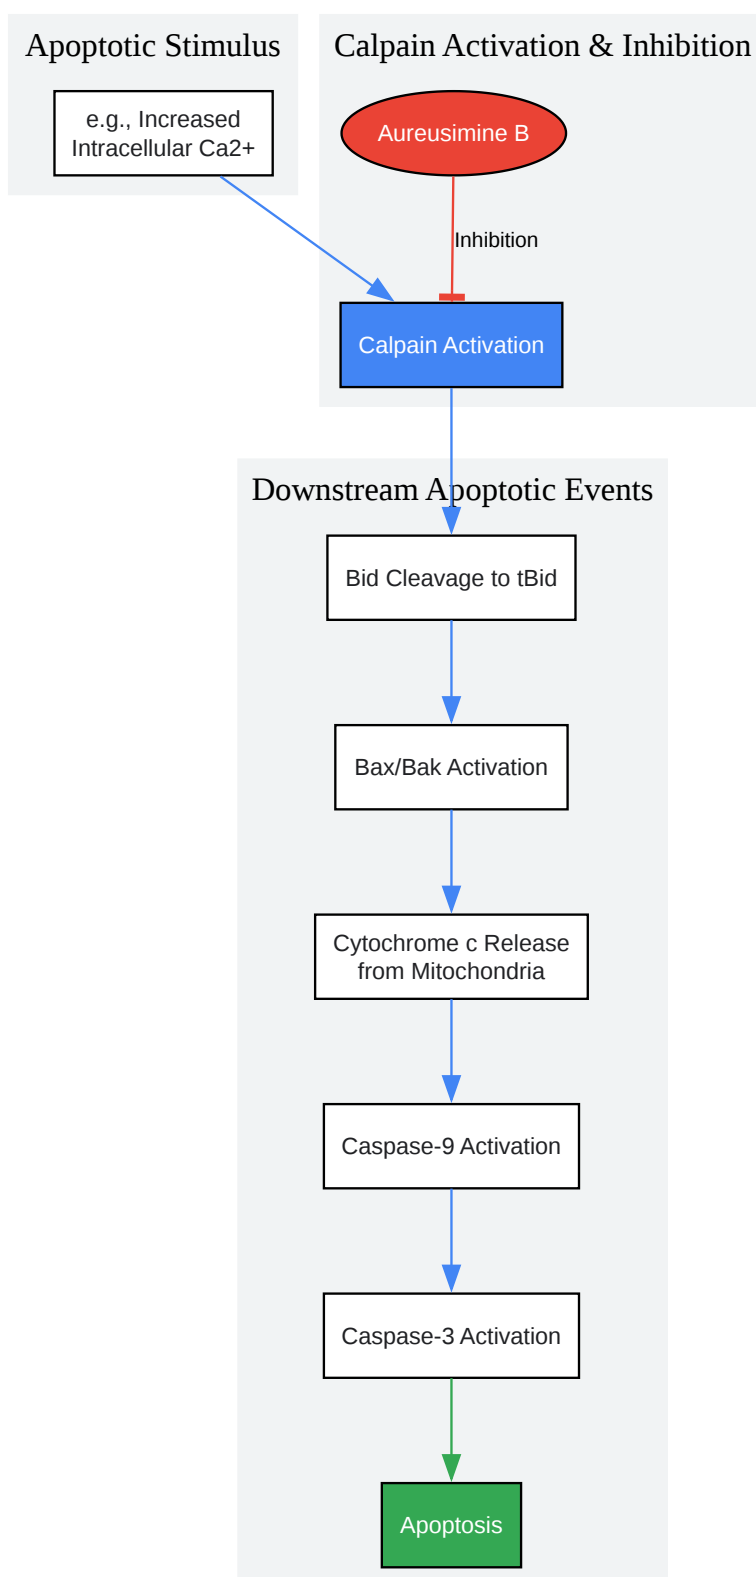 Apoptotic Stimulus
e.g., Increased
Intracellular Ca2+
Calpain Activation & Inhibition
Aureusimine B
Inhibition
Calpain Activation
Downstream Apoptotic Events
Bid Cleavage to tBid
Bax/Bak Activation
Cytochrome c Release
from Mitochondria
Caspase-9 Activation
Caspase-3 Activation
Apoptosis